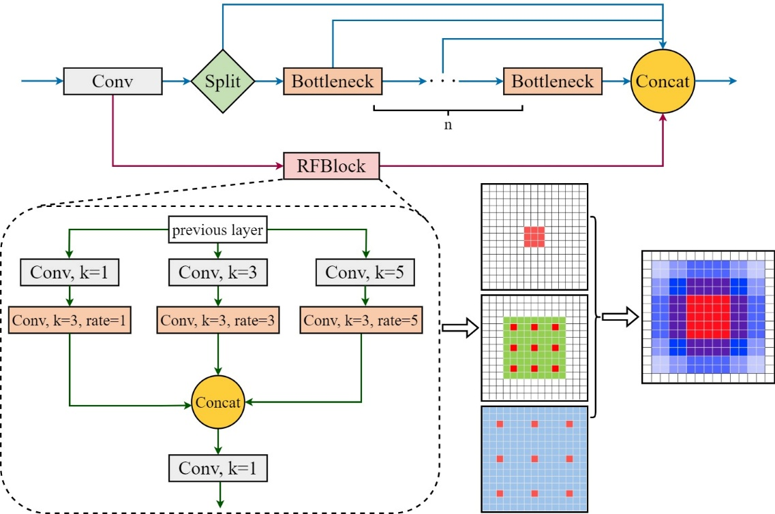 Conv
Split
Bottleneck
. . .
Bottleneck
Concat
n
RFBlock
previous layer
Conv, k=1
Conv, k=3
Conv, k=5
Conv, k=3, rate=1
Conv, k=3, rate=3
Conv, k=3, rate=5
Concat
Conv, k=1